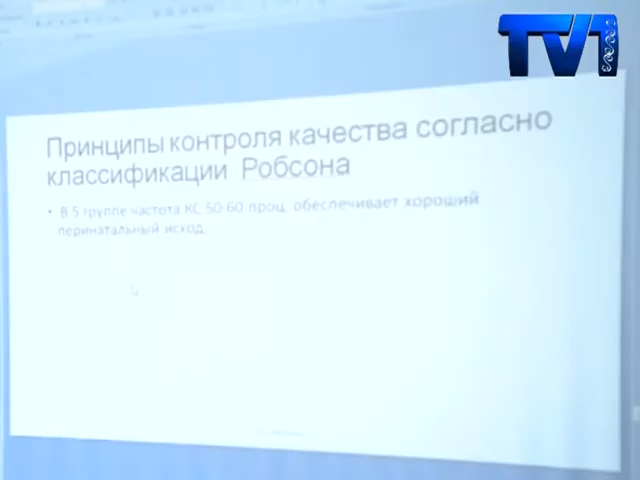 TV1
Принципы контроля качества согласно
классификации Робсона
• В 5 группе частота КС 50-60 проц. обеспечивает хороший
перинатальный исход.